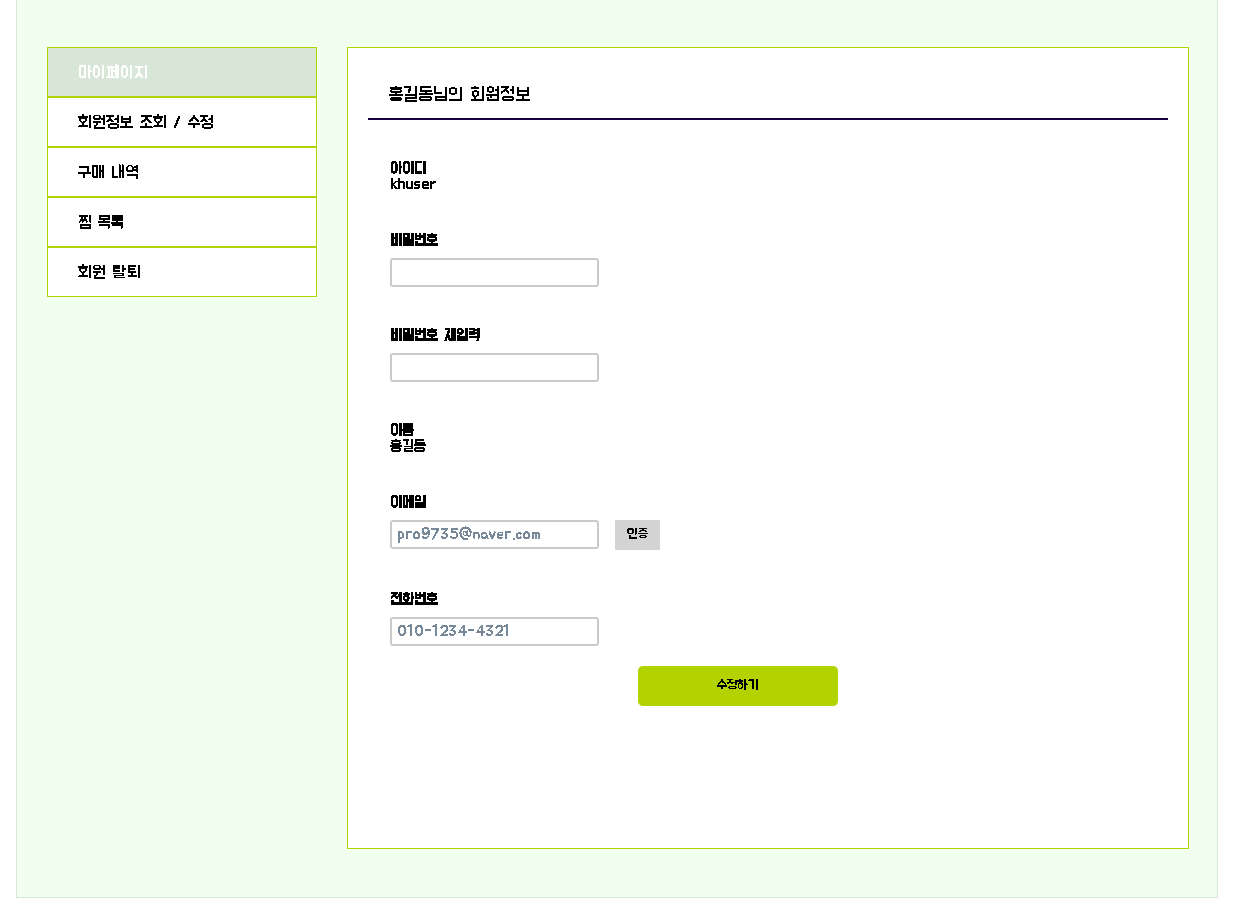 마이페이지
회원정보 조회 / 수정
구매 내역
찜 목록
회원 탈퇴
홍길동님의 회원정보
아이디
khuser
비밀번호
비밀번호 재입력
이름
홍길동
이메일
pro9735@naver.com
인증
전화번호
010-1234-4321
수정하기